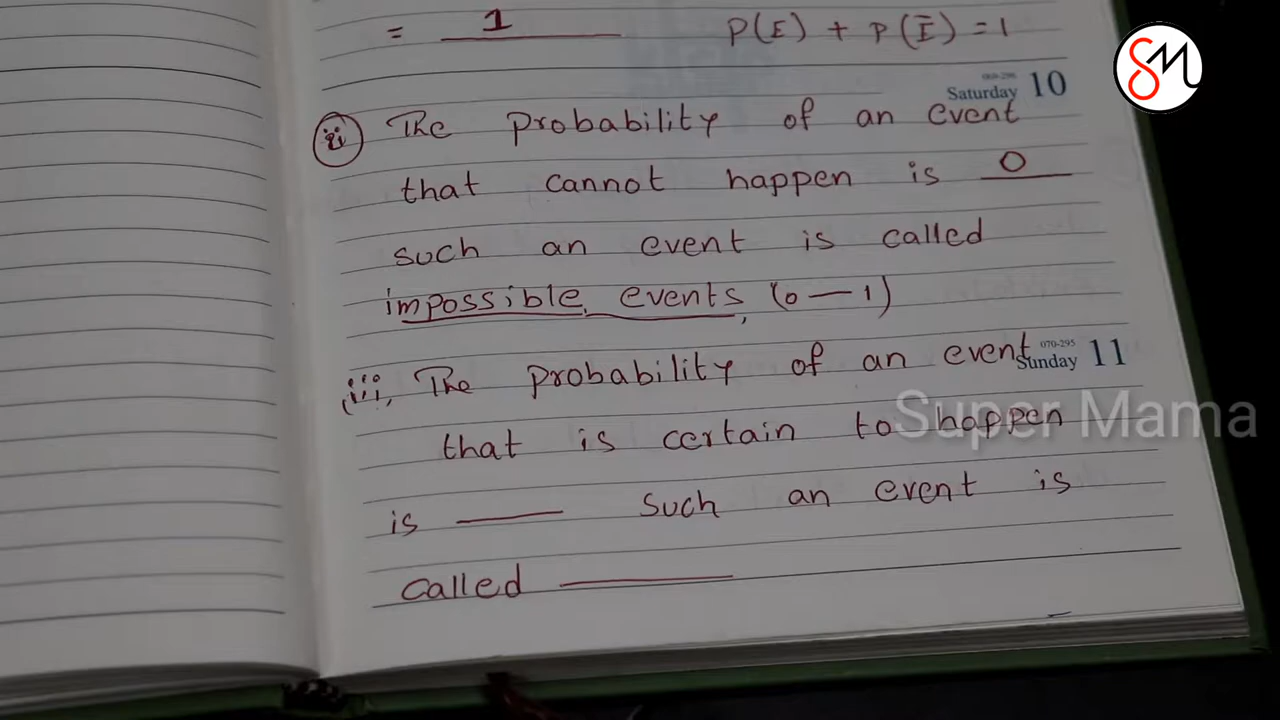 = 1 P(E) + P(Ē) = 1
Saturday 10
ii The probability of an event
that cannot happen is 0
such an event is called
impossible events, (0 — 1)
070-295
Sunday 11
iii, The probability of an event
that is certain to happen
is ____ Such an event is
called ____
SM
Super Mama